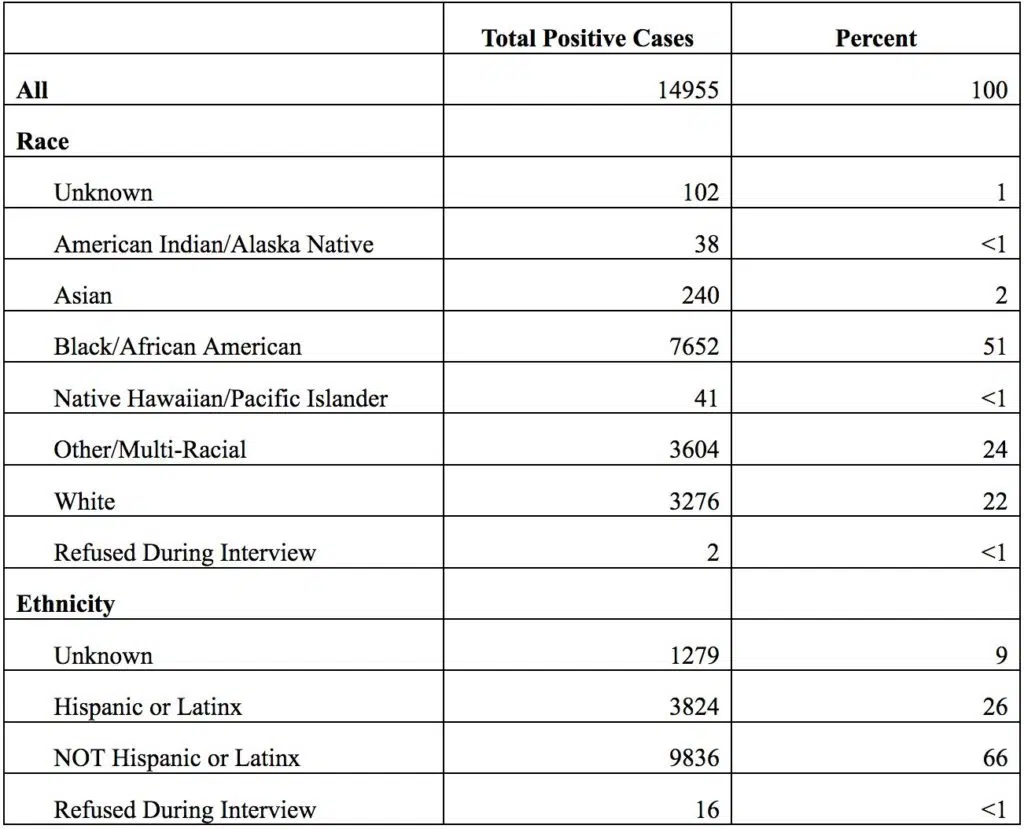 Total Positive Cases Percent
All 14955 100
Race
Unknown 102 1
American Indian/Alaska Native 38 <1
Asian 240 2
Black/African American 7652 51
Native Hawaiian/Pacific Islander 41 <1
Other/Multi-Racial 3604 24
White 3276 22
Refused During Interview 2 <1
Ethnicity
Unknown 1279 9
Hispanic or Latinx 3824 26
NOT Hispanic or Latinx 9836 66
Refused During Interview 16 <1